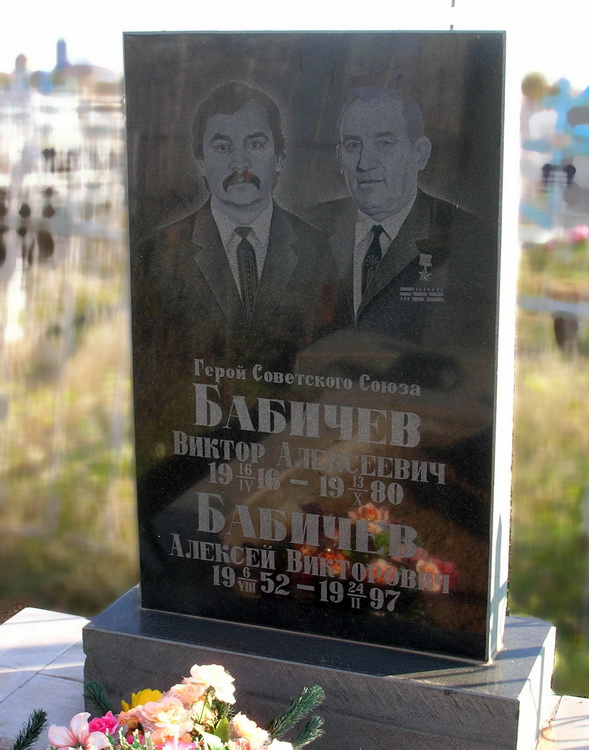 Герой Советского Союза
Бабичев
Виктор Алексеевич
19 16/IV 16 – 19 13/X 80
Бабичев
Алексей Викторович
19 6/VIII 52 – 19 24/II 97